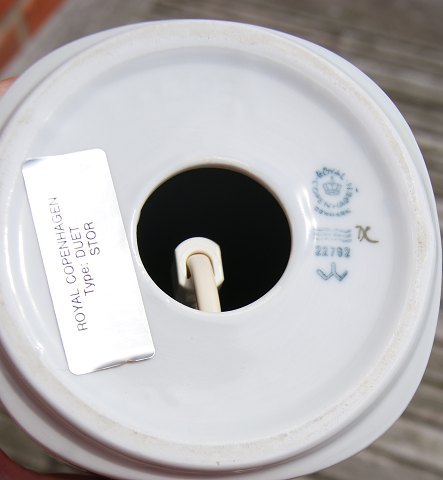 ROYAL COPENHAGEN
Type: DUET
STOR
ROYAL
COPENHAGEN
DENMARK
22792